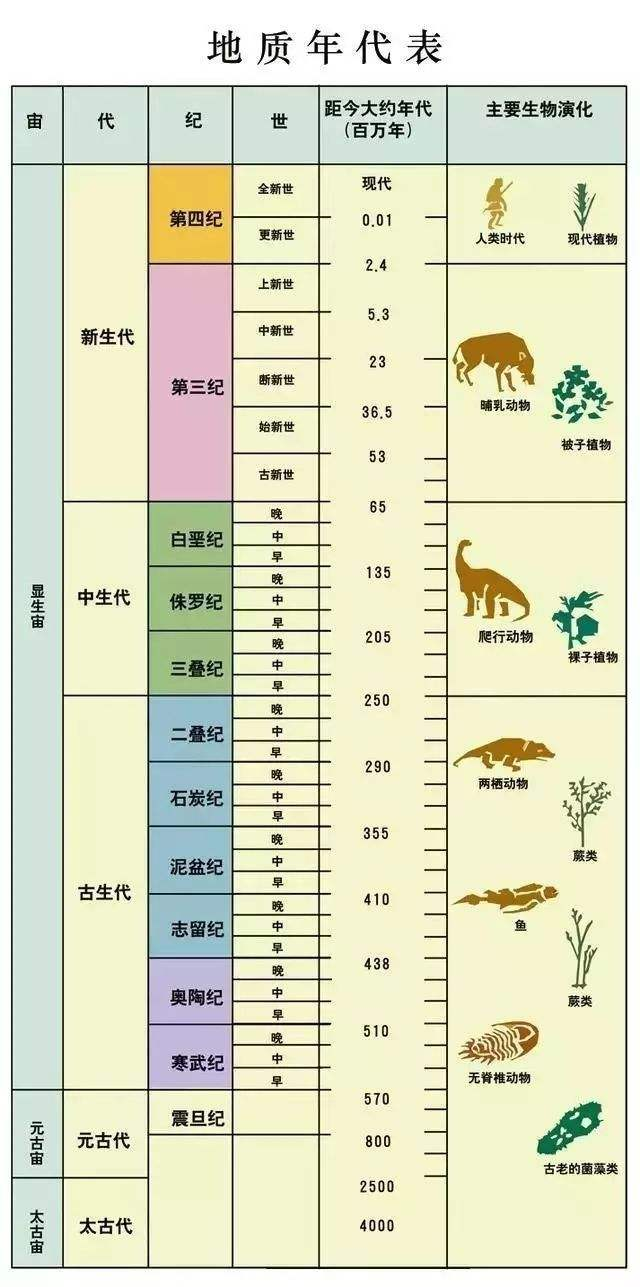 地质年代表
宙
代
纪
世
距今大约年代
(百万年)
主要生物演化
显生宙
新生代
第四纪
全新世
更新世
现代
0.01
2.4
人类时代
现代植物
第三纪
上新世
中新世
断新世
始新世
古新世
5.3
23
36.5
53
65
哺乳动物
被子植物
中生代
白垩纪
晚
中
早
135
侏罗纪
晚
中
早
205
三叠纪
晚
中
早
250
爬行动物
裸子植物
古生代
二叠纪
晚
中
早
290
石炭纪
晚
中
早
355
泥盆纪
晚
中
早
410
志留纪
晚
中
早
438
奥陶纪
晚
中
早
510
寒武纪
晚
中
早
570
两栖动物
蕨类
鱼
蕨类
无脊椎动物
元古宙
元古代
震旦纪
800
2500
古老的菌藻类
太古宙
太古代
4000